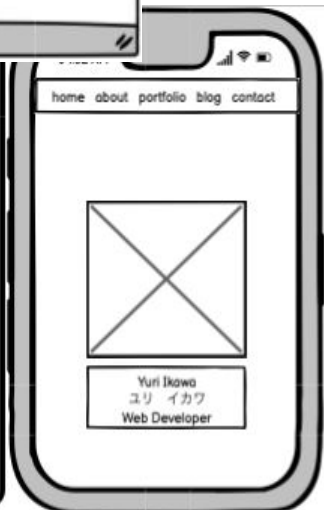 home about portfolio blog contact
Yuri Ikawa
ユリ　イカワ
Web Developer